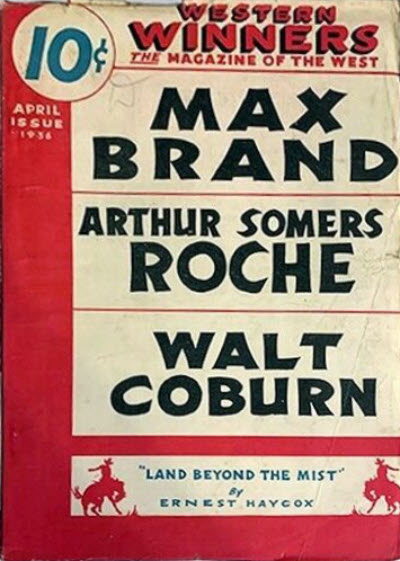 WESTERN
WINNERS
THE MAGAZINE OF THE WEST
10¢
APRIL
ISSUE
1936
MAX
BRAND
ARTHUR SOMERS
ROCHE
WALT
COBURN
"LAND BEYOND THE MIST"
By
ERNEST HAYCOX